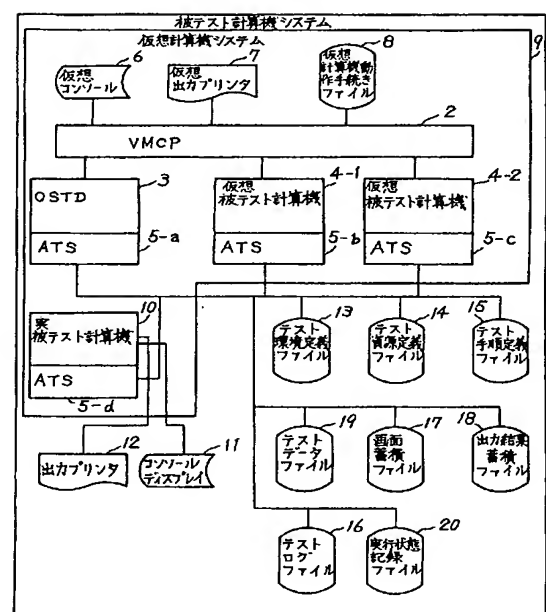 被テスト計算機システム
9
仮想計算機システム
6
仮想
コンソール
7
仮想
出力プリンタ
8
仮想
計算機動
作手続き
ファイル
2
VMCP
3
OSTD
ATS
5-a
4-1
仮想
被テスト計算機
ATS
5-b
4-2
仮想
被テスト計算機
ATS
5-c
10
実
被テスト計算機
ATS
5-d
13
テスト
環境定義
ファイル
14
テスト
資源定義
ファイル
15
テスト
手順定義
ファイル
12
出力プリンタ
11
コンソール
ディスプレイ
19
テスト
データ
ファイル
17
画面
蓄積
ファイル
18
出力結果
蓄積
ファイル
16
テスト
ログ
ファイル
20
実行状態
記録
ファイル